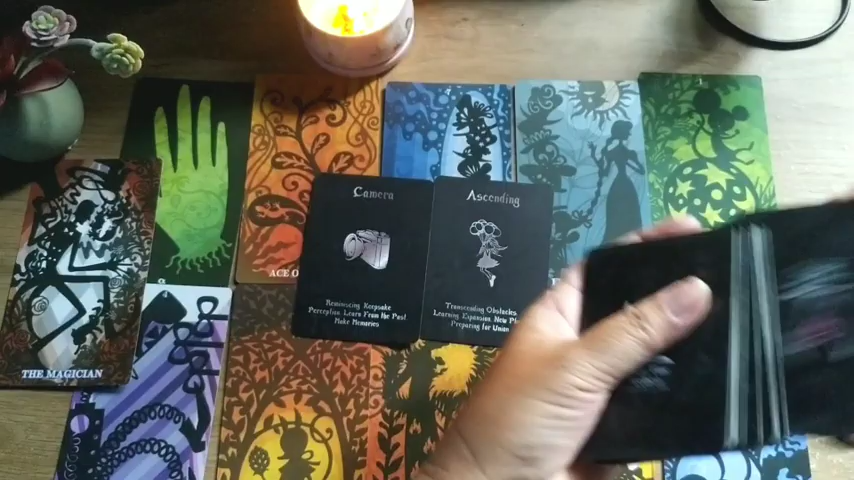 Camera
Ascending
ACE O
Reminiscing Keepsake
Perception Learn From the Past
Make Memories
Transcending Obstacles
Learning Expansion New Pl
Preparing for Union
THE MAGICIAN